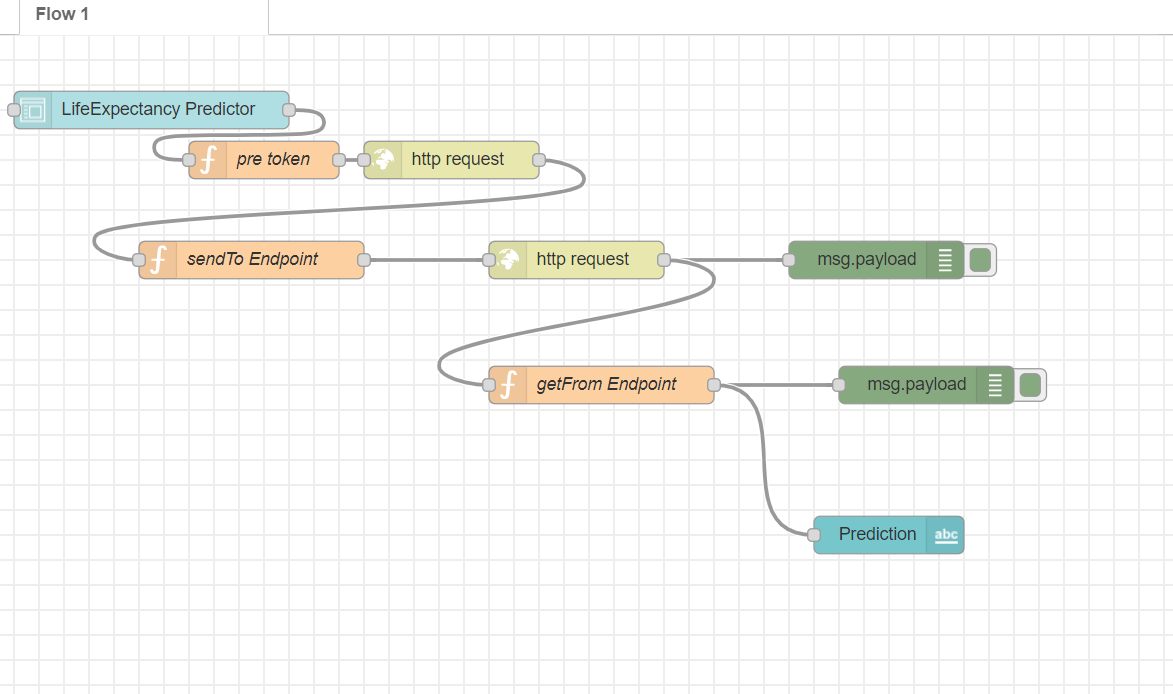 Flow 1
LifeExpectancy Predictor
pre token
http request
sendTo Endpoint
http request
msg.payload
getFrom Endpoint
msg.payload
Prediction
abc